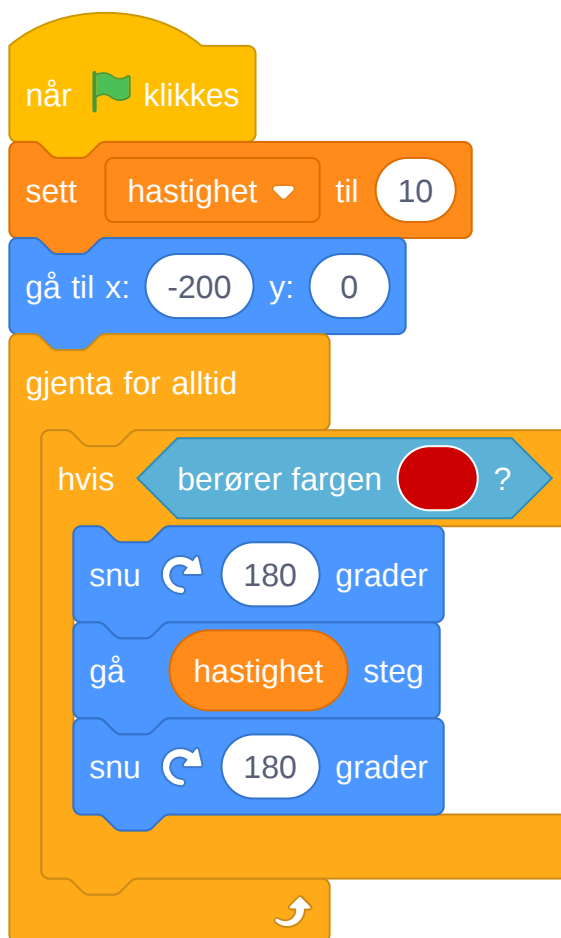 når klikkes
sett hastighet til 10
gå til x: -200 y: 0
gjenta for alltid
hvis berører fargen ?
snu 180 grader
gå hastighet steg
snu 180 grader